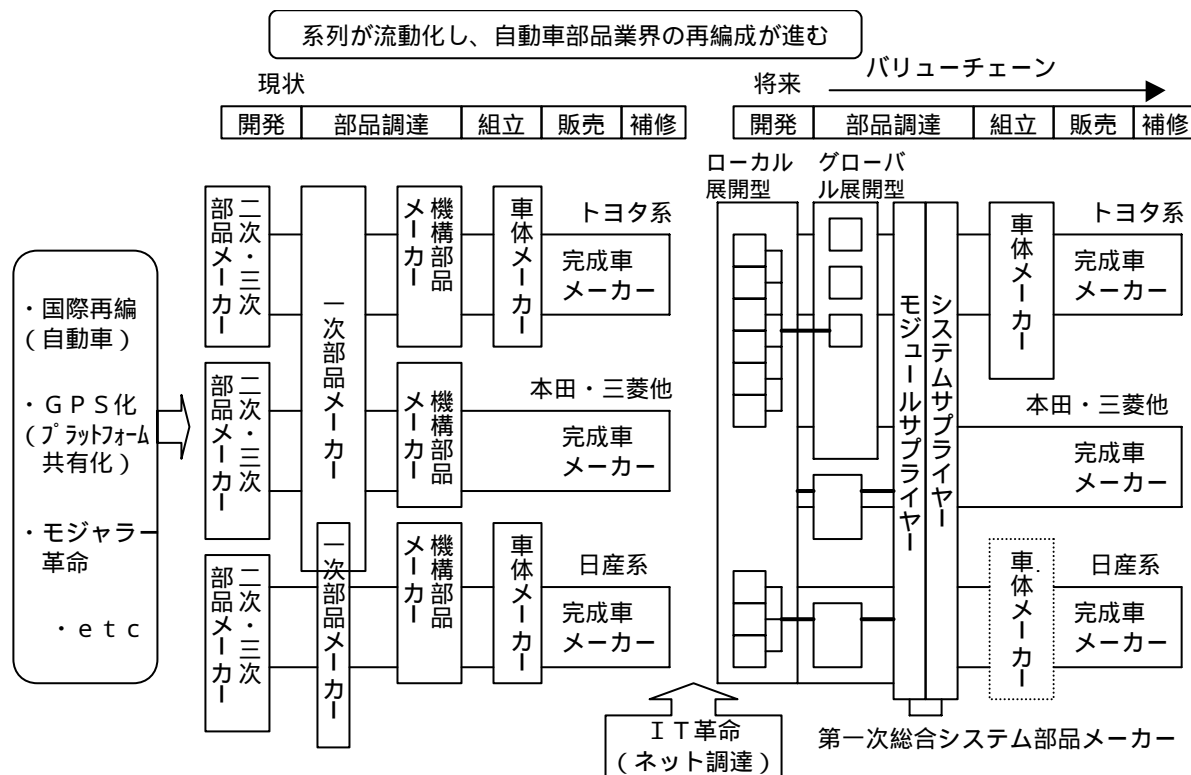 系列が流動化し、自動車部品業界の再編成が進む
現状
開発 部品調達 組立 販売 補修
将来
バリューチェーン
開発 部品調達 組立 販売 補修
・国際再編
(自動車)
・GPS化
(プラットフォーム
共有化)
・モジャラー
革命
・etc
二次・三次
部品メーカー
一次部品メーカー
機構部品
メーカー
車体メーカー
トヨタ系
完成車
メーカー
二次・三次
部品メーカー
機構部品
メーカー
本田・三菱他
完成車
メーカー
二次・三次
部品メーカー
一次部品メーカー
機構部品
メーカー
車体メーカー
日産系
完成車
メーカー
IT革命
(ネット調達)
ローカル
展開型
グローバ
ル展開型
モジュールサプライヤー
システムサプライヤー
車体メーカー
トヨタ系
完成車
メーカー
本田・三菱他
完成車
メーカー
車体メーカー
日産系
完成車
メーカー
第一次総合システム部品メーカー